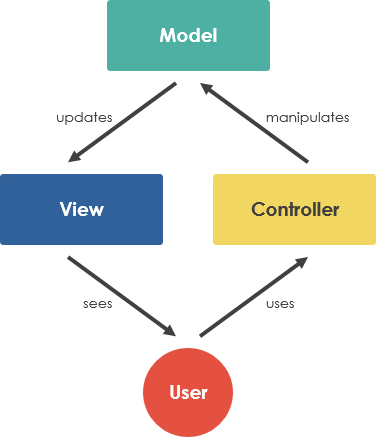 Model
updates
manipulates
View
Controller
sees
uses
User